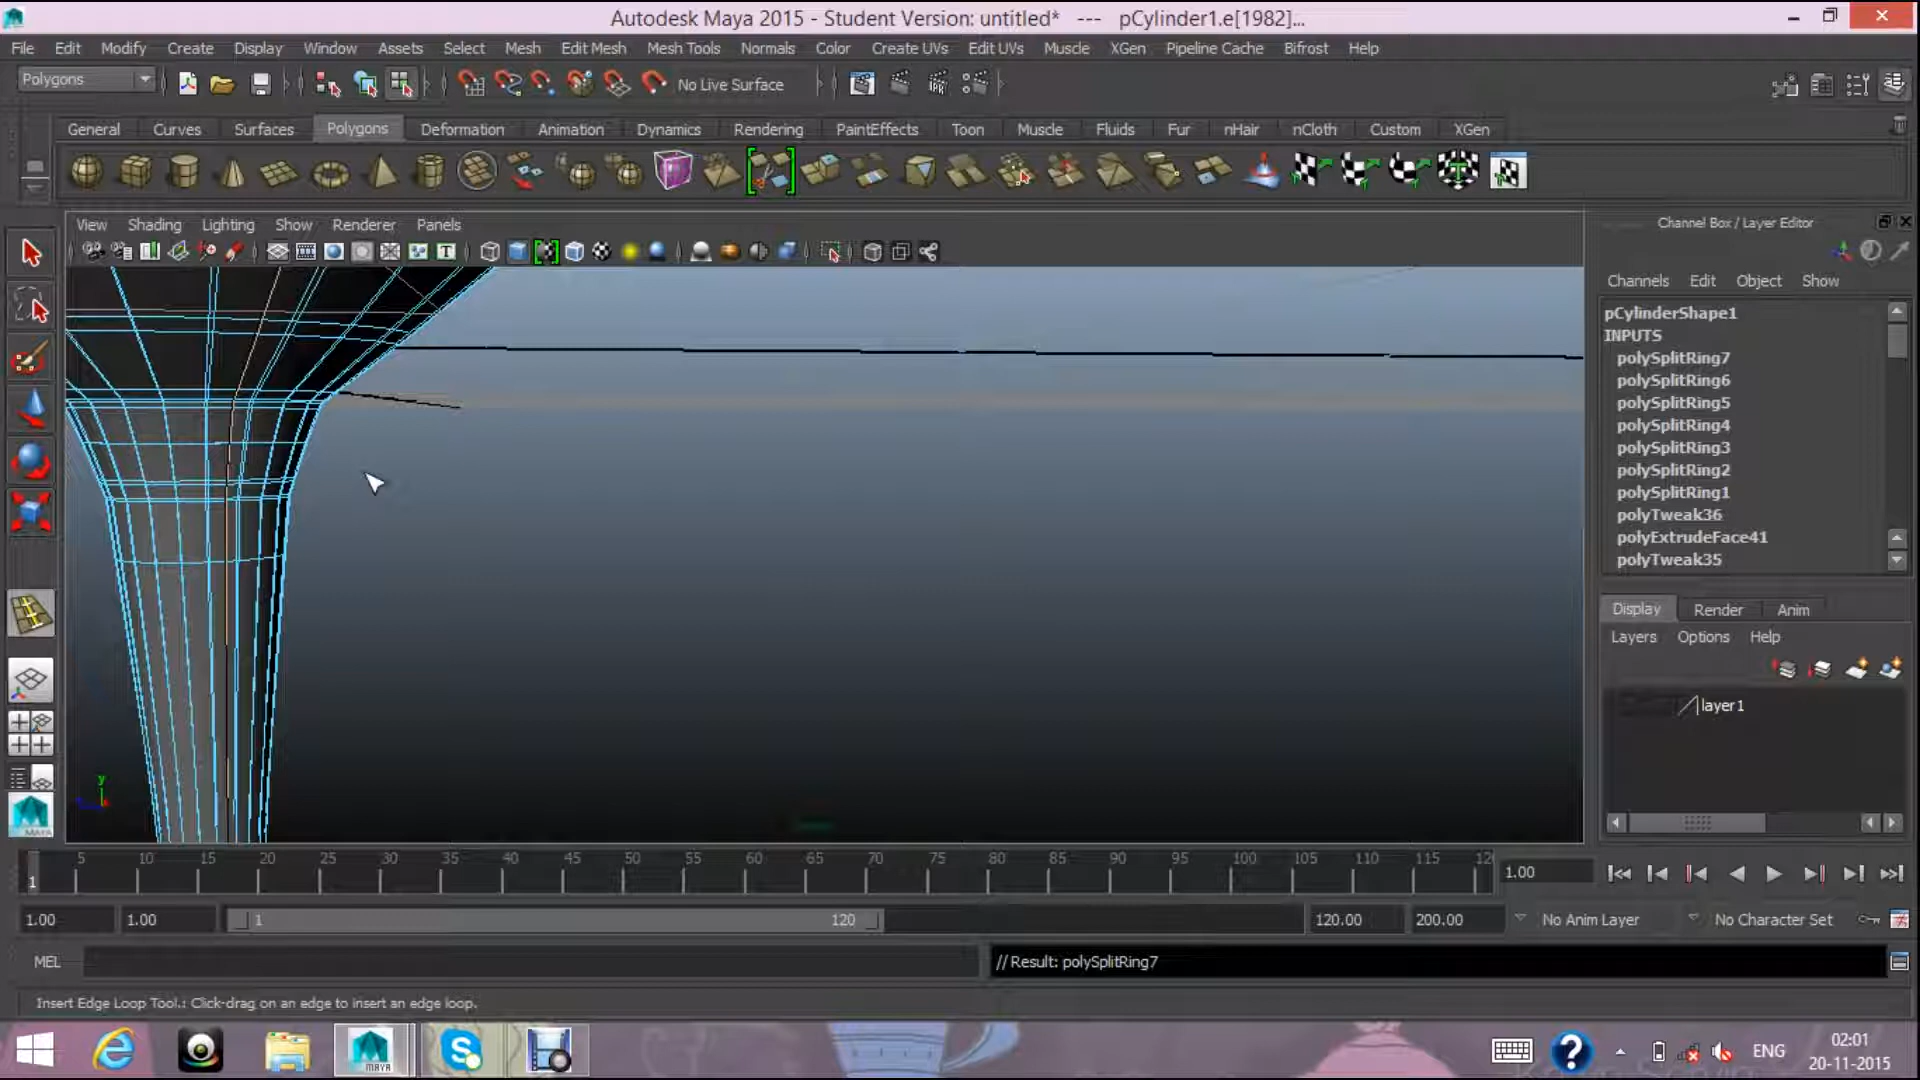 Autodesk Maya 2015 - Student Version: untitled*   ---   pCylinder1.e[1982]...
File Edit Modify Create Display Window Assets Select Mesh Edit Mesh Mesh Tools Normals Color Create UVs Edit UVs Muscle XGen Pipeline Cache Bifrost Help
Polygons No Live Surface
General Curves Surfaces Polygons Deformation Animation Dynamics Rendering PaintEffects Toon Muscle Fluids Fur nHair nCloth Custom XGen
View Shading Lighting Show Renderer Panels
Channel Box / Layer Editor
Channels Edit Object Show
pCylinderShape1
INPUTS
polySplitRing7
polySplitRing6
polySplitRing5
polySplitRing4
polySplitRing3
polySplitRing2
polySplitRing1
polyTweak36
polyExtrudeFace41
polyTweak35
Display Render Anim
Layers Options Help
layer1
y
MAYA
5 10 15 20 25 30 35 40 45 50 55 60 65 70 75 80 85 90 95 100 105 110 115 12
1 1.00
1.00 1.00 1 120 120.00 200.00 No Anim Layer No Character Set
MEL // Result: polySplitRing7
Insert Edge Loop Tool.: Click-drag on an edge to insert an edge loop.
MAYA ENG 02:01
20-11-2015